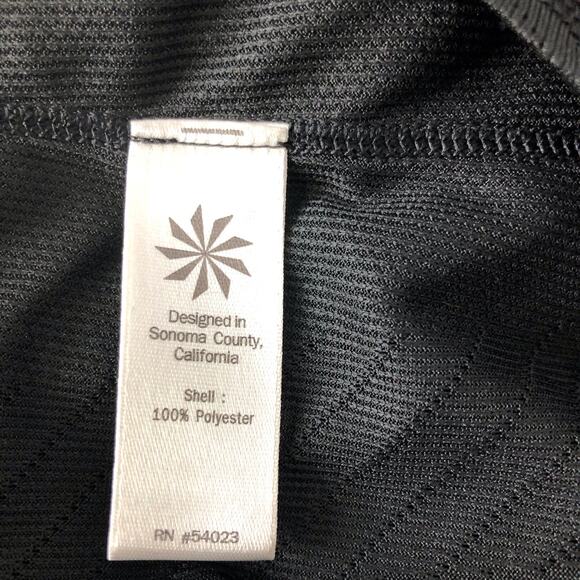 Designed in
Sonoma County,
California
Shell :
100% Polyester
RN #54023